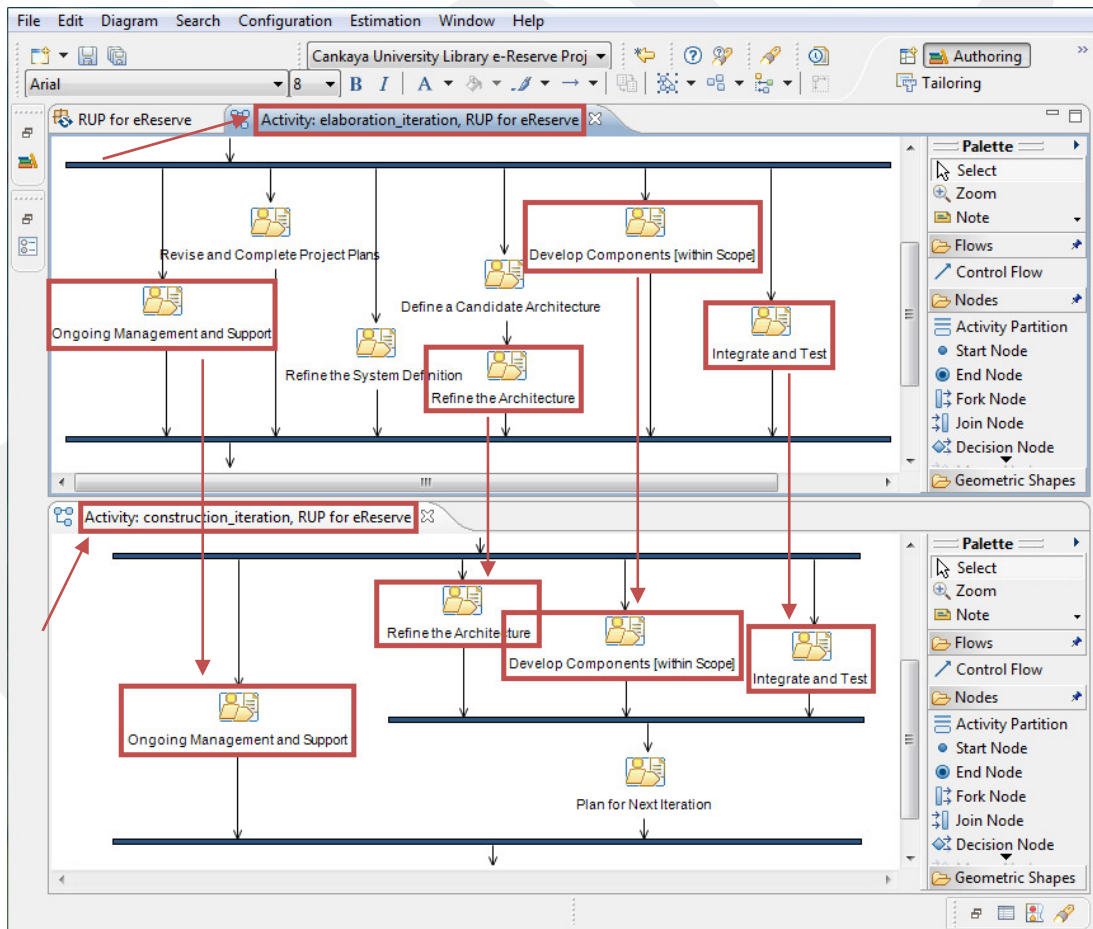 File Edit Diagram Search Configuration Estimation Window Help
Cankaya University Library e-Reserve Proj
Authoring
»
Arial 8 B I A
Tailoring
RUP for eReserve
Activity: elaboration_iteration, RUP for eReserve
Revise and Complete Project Plans
Develop Components [within Scope]
Define a Candidate Architecture
Ongoing Management and Support
Integrate and Test
Refine the System Definition
Refine the Architecture
Palette
Select
Zoom
Note
Flows
Control Flow
Nodes
Activity Partition
Start Node
End Node
Fork Node
Join Node
Decision Node
Geometric Shapes
Activity: construction_iteration, RUP for eReserve
Refine the Architecture
Develop Components [within Scope]
Integrate and Test
Ongoing Management and Support
Plan for Next Iteration
Palette
Select
Zoom
Note
Flows
Control Flow
Nodes
Activity Partition
Start Node
End Node
Fork Node
Join Node
Decision Node
Geometric Shapes